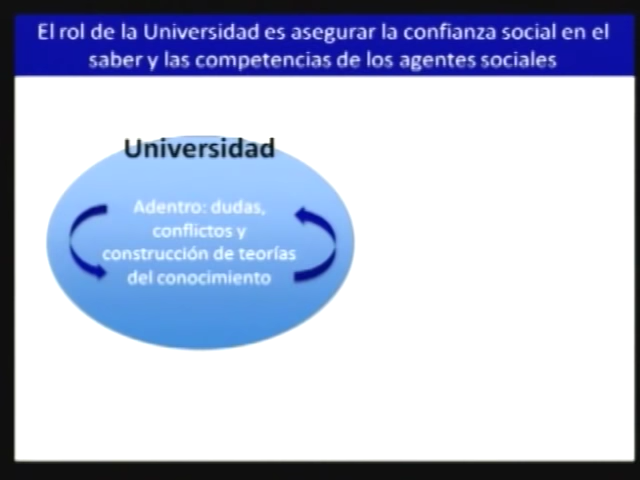 El rol de la Universidad es asegurar la confianza social en el
saber y las competencias de los agentes sociales
Universidad
Adentro: dudas,
conflictos y
construcción de teorías
del conocimiento